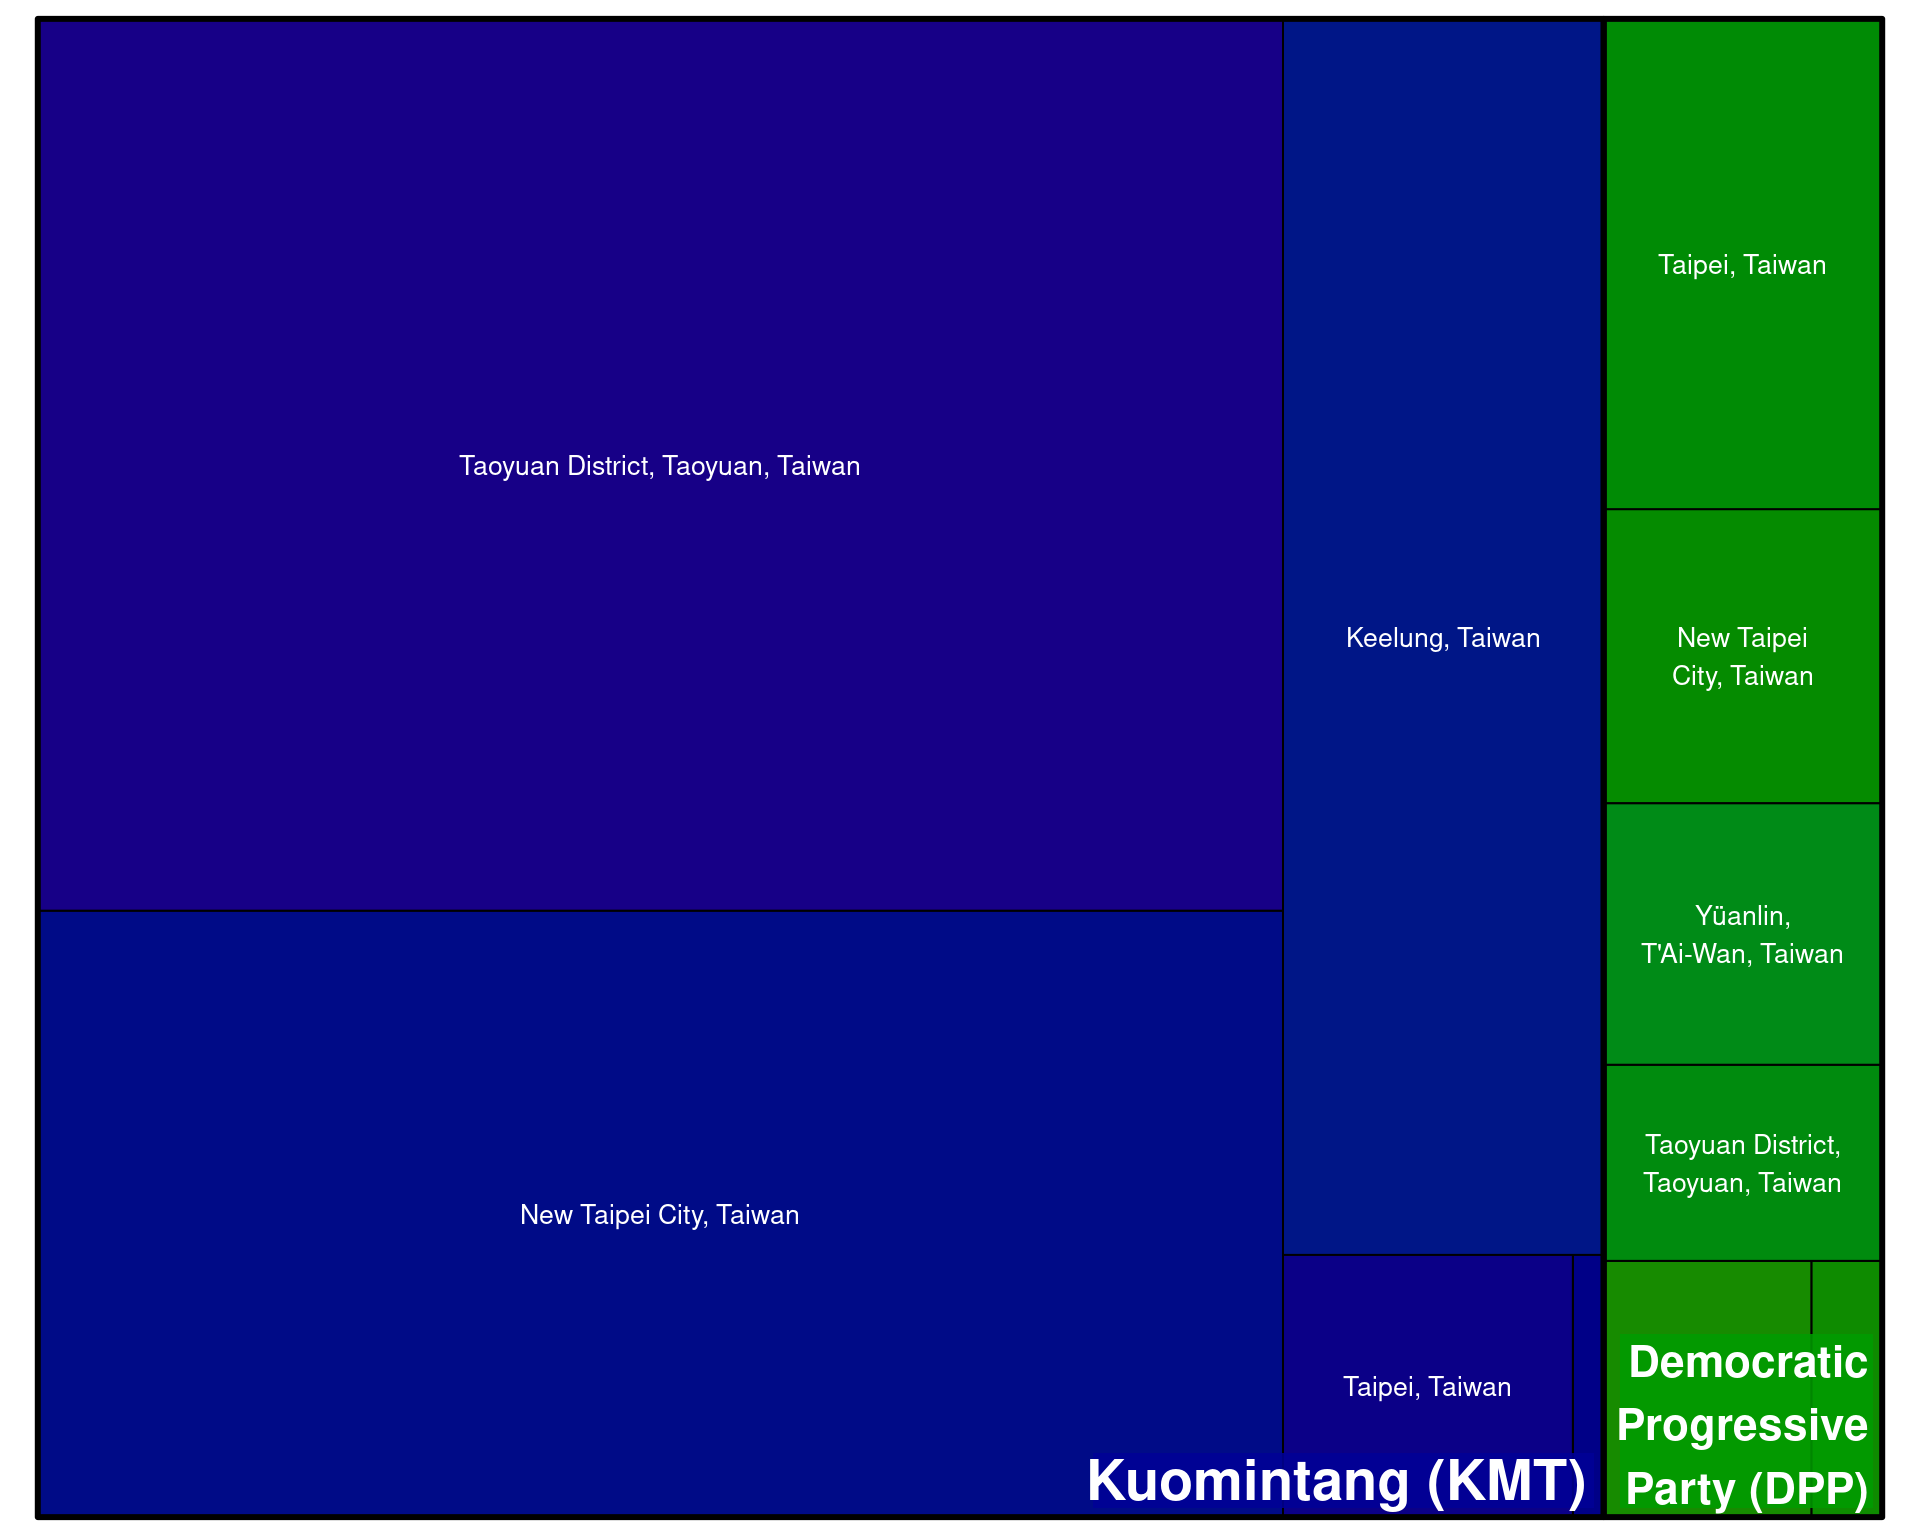 Taoyuan District, Taoyuan, Taiwan
New Taipei City, Taiwan
Keelung, Taiwan
Taipei, Taiwan
Kuomintang (KMT)
Taipei, Taiwan
New Taipei
City, Taiwan
Yüanlin,
T'Ai-Wan, Taiwan
Taoyuan District,
Taoyuan, Taiwan
Democratic
Progressive
Party (DPP)